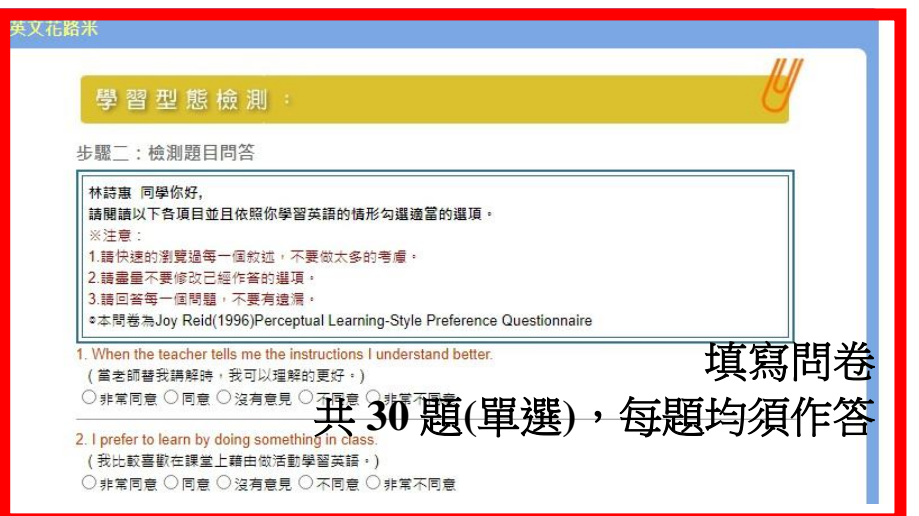 英文花路米
學習型態檢測：
步驟二：檢測題目問答
林詩惠 同學你好,
請閱讀以下各項目並且依照你學習英語的情形勾選適當的選項。
※注意：
1.請快速的瀏覽過每一個敘述，不要做太多的考慮。
2.請盡量不要修改已經作答的選項。
3.請回答每一個問題，不要有遺漏。
◎本問卷為Joy Reid(1996)Perceptual Learning-Style Preference Questionnaire
1. When the teacher tells me the instructions I understand better.
(當老師替我講解時，我可以理解的更好。)
○非常同意 ○同意 ○沒有意見 ○不同意 ○非常不同意
填寫問卷
共 30 題(單選)，每題均須作答
2. I prefer to learn by doing something in class.
(我比較喜歡在課堂上藉由做活動學習英語。)
○非常同意 ○同意 ○沒有意見 ○不同意 ○非常不同意